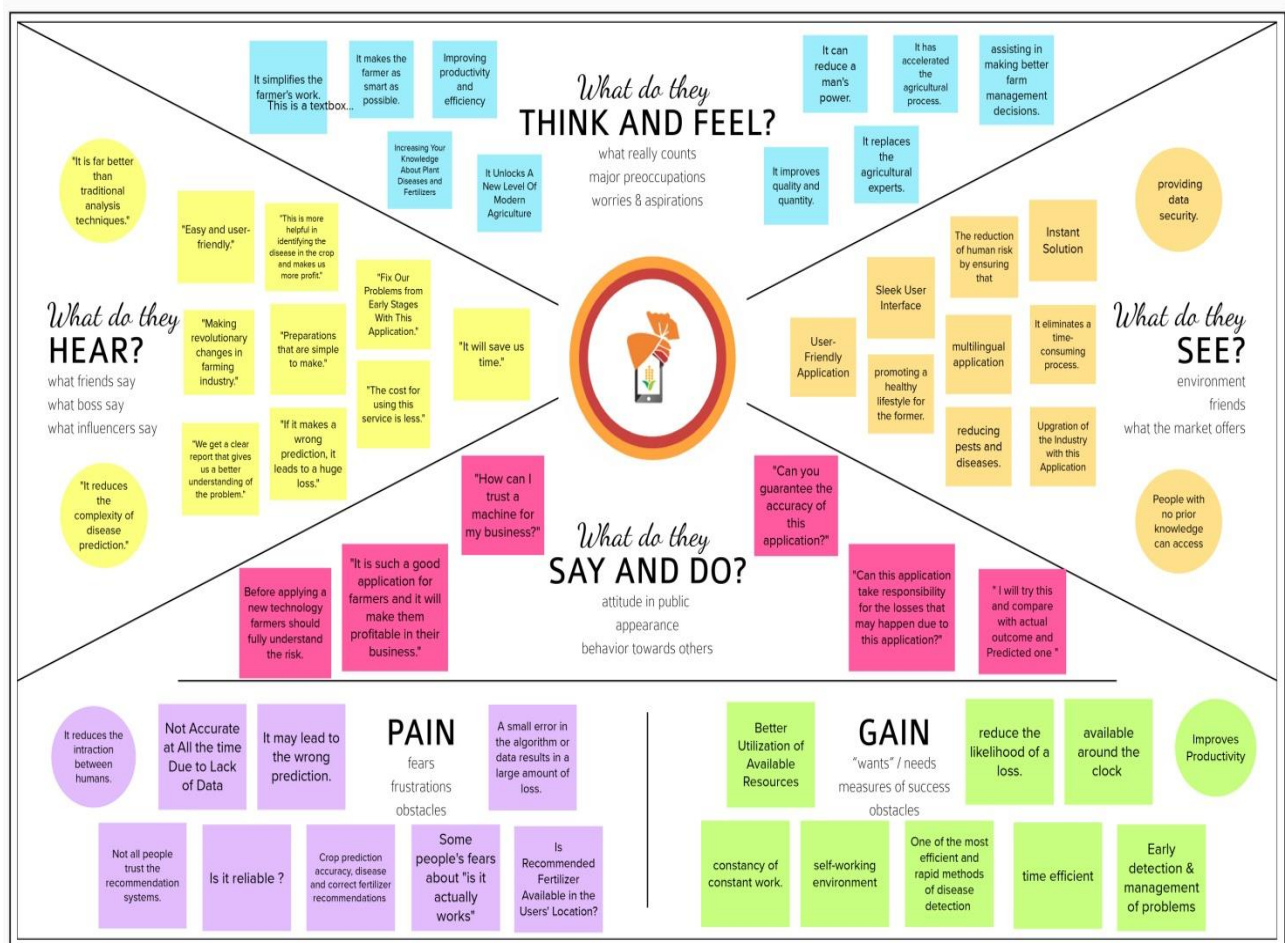 What do they
THINK AND FEEL?
what really counts
major preoccupations
worries & aspirations
It simplifies the
farmer's work.
This is a textbox...
It makes the
farmer as
smart as
possible.
Improving
productivity
and
efficiency
Increasing Your
Knowledge
About Plant
Diseases and
Fertilizers
It Unlocks A
New Level Of
Modern
Agriculture
It can
reduce a
man's
power.
It has
accelerated
the
agricultural
process.
assisting in
making better
farm
management
decisions.
It improves
quality and
quantity.
It replaces
the
agricultural
experts.
What do they
HEAR?
what friends say
what boss say
what influencers say
"It is far better
than
traditional
analysis
techniques."
"Easy and user-
friendly."
"This is more
helpful in
identifying the
disease in the crop
and makes us
more profit."
"Fix Our
Problems from
Early Stages
With This
Application."
"Making
revolutionary
changes in
farming
industry."
"Preparations
that are simple
to make."
"It will save us
time."
"The cost for
using this
service is less."
"We get a clear
report that gives
us a better
understanding of
the problem."
"If it makes a
wrong
prediction, it
leads to a huge
loss."
"It reduces
the
complexity of
disease
prediction."
What do they
SEE?
environment
friends
what the market offers
providing
data
security.
The reduction
of human risk
by ensuring
that
Instant
Solution
Sleek User
Interface
User-
Friendly
Application
multilingual
application
It eliminates a
time-
consuming
process.
promoting a
healthy
lifestyle for
the former.
reducing
pests and
diseases.
Upgration of
the Industry
with this
Application
People with
no prior
knowledge
can access
What do they
SAY AND DO?
attitude in public
appearance
behavior towards others
"How can I
trust a
machine for
my business?"
"Can you
guarantee the
accuracy of
this
application?"
Before applying a
new technology
farmers should
fully understand
the risk.
"It is such a good
application for
farmers and it will
make them
profitable in their
business."
"Can this application
take responsibility
for the losses that
may happen due to
this application?"
" I will try this
and compare
with actual
outcome and
Predicted one "
PAIN
fears
frustrations
obstacles
It reduces the
intraction
between
humans.
Not Accurate
at All the time
Due to Lack
of Data
It may lead to
the wrong
prediction.
A small error in
the algorithm or
data results in a
large amount of
loss.
Not all people
trust the
recommendation
systems.
Is it reliable ?
Crop prediction
accuracy, disease
and correct fertilizer
recommendations
Some
people's fears
about "is it
actually
works"
Is
Recommended
Fertilizer
Available in the
Users' Location?
GAIN
"wants" / needs
measures of success
obstacles
Better
Utilization of
Available
Resources
reduce the
likelihood of a
loss.
available
around the
clock
Improves
Productivity
constancy of
constant work.
self-working
environment
One of the most
efficient and
rapid methods
of disease
detection
time efficient
Early
detection &
management
of problems